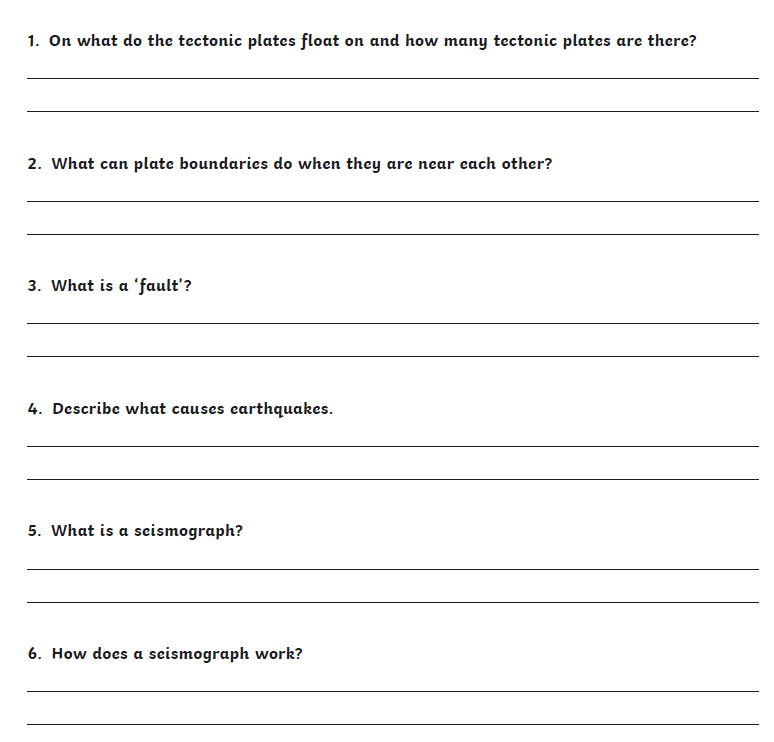 1. On what do the tectonic plates float on and how many tectonic plates are there?
2. What can plate boundaries do when they are near each other?
3. What is a ‘fault’?
4. Describe what causes earthquakes.
5. What is a seismograph?
6. How does a seismograph work?